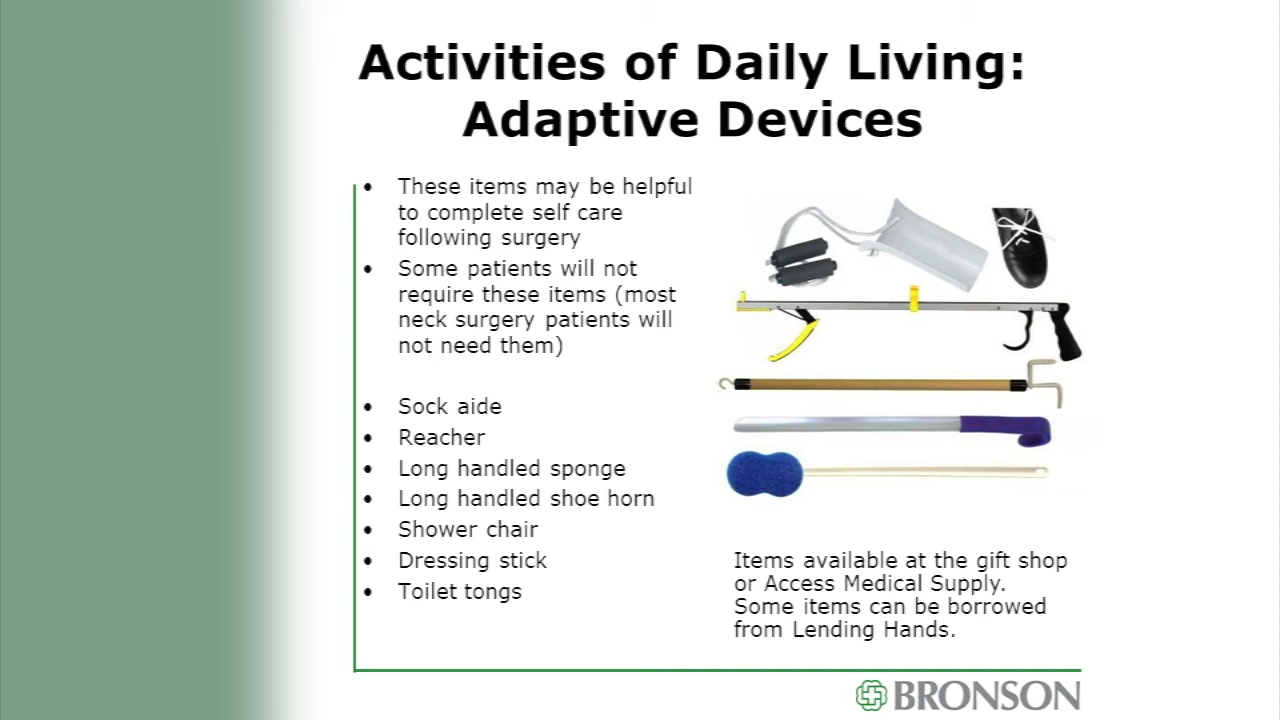 Activities of Daily Living:
Adaptive Devices
• These items may be helpful
to complete self care
following surgery
• Some patients will not
require these items (most
neck surgery patients will
not need them)
• Sock aide
• Reacher
• Long handled sponge
• Long handled shoe horn
• Shower chair
• Dressing stick
• Toilet tongs
Items available at the gift shop
or Access Medical Supply.
Some items can be borrowed
from Lending Hands.
BRONSON